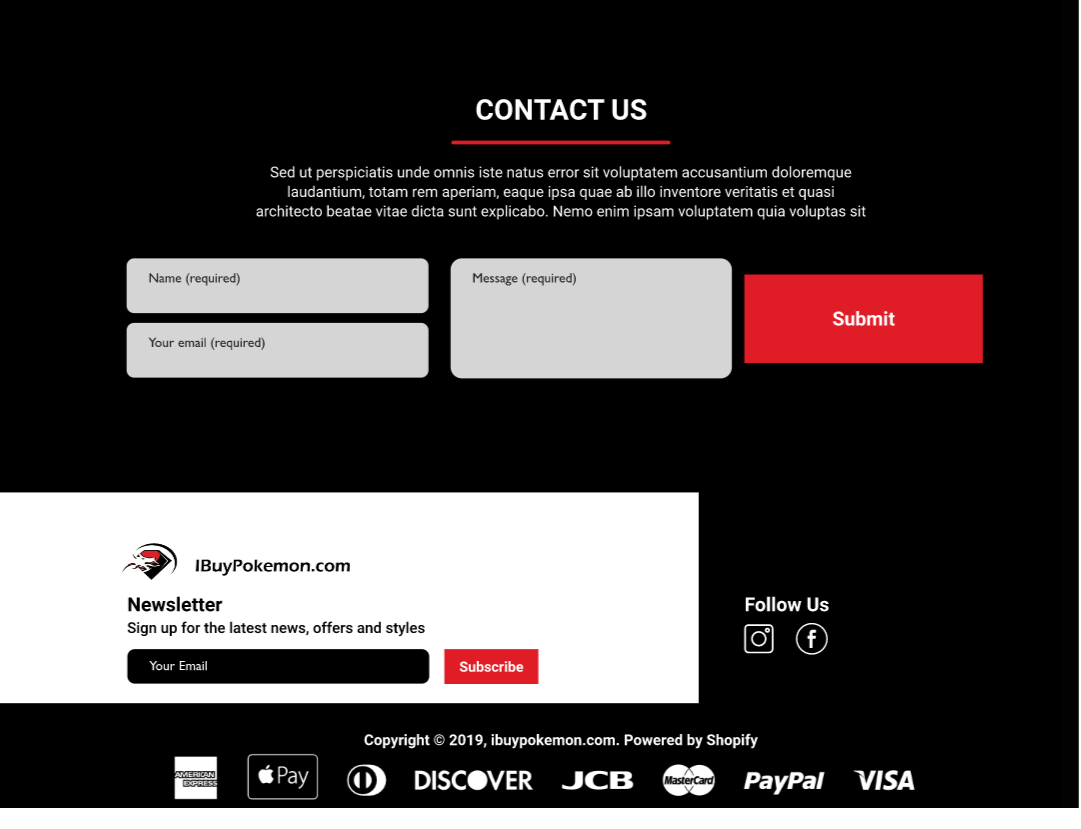 CONTACT US
Sed ut perspiciatis unde omnis iste natus error sit voluptatem accusantium doloremque
laudantium, totam rem aperiam, eaque ipsa quae ab illo inventore veritatis et quasi
architecto beatae vitae dicta sunt explicabo. Nemo enim ipsam voluptatem quia voluptas sit
Name (required)
Your email (required)
Message (required)
Submit
IBuyPokemon.com
Newsletter
Sign up for the latest news, offers and styles
Your Email
Subscribe
Follow Us
Copyright © 2019, ibuypokemon.com. Powered by Shopify
AMERICAN
EXPRESS
Pay
DISCOVER
JCB
MasterCard
PayPal
VISA